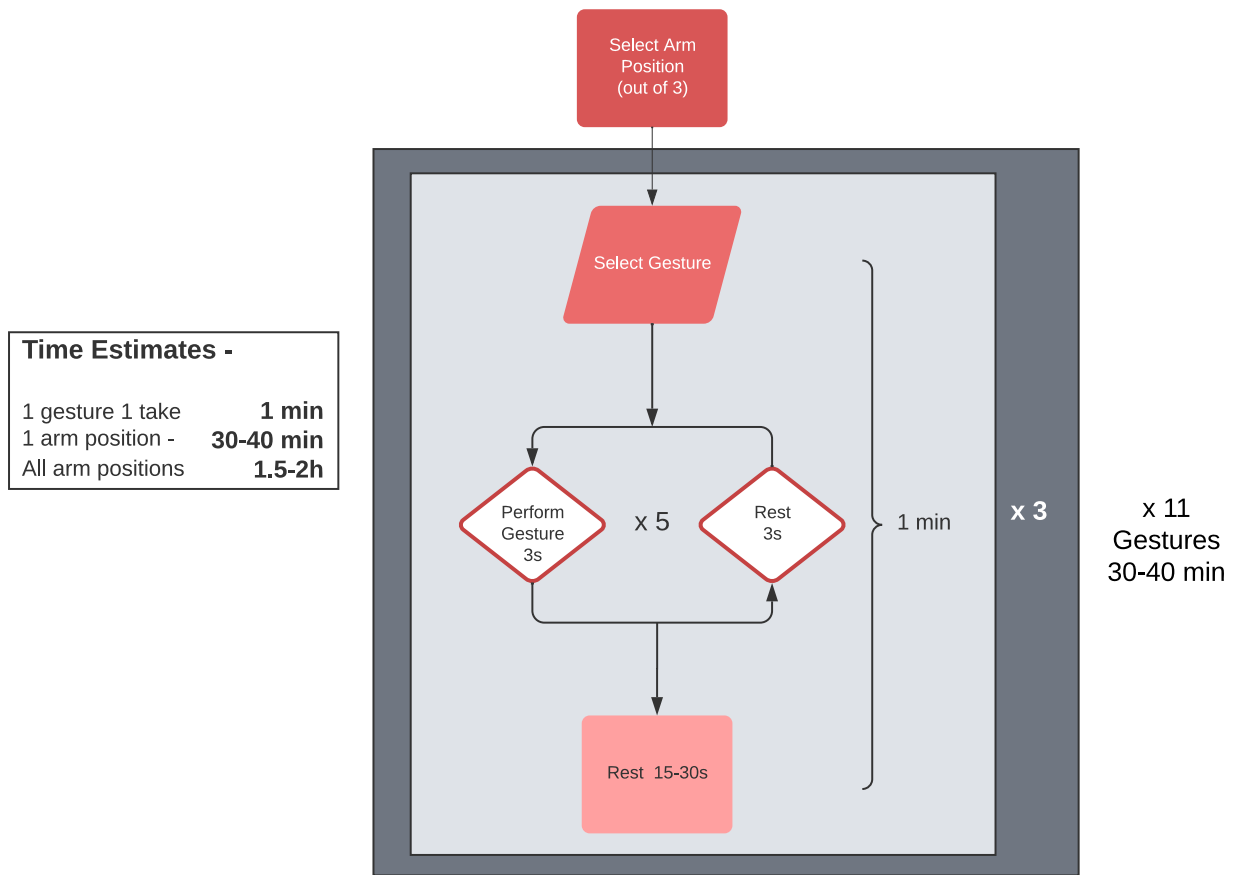 Select Arm
Position
(out of 3)
Select Gesture
Time Estimates -
1 gesture 1 take 1 min
1 arm position - 30-40 min
All arm positions 1.5-2h
Perform
Gesture
3s
x 5
Rest
3s
1 min
x 3
x 11
Gestures
30-40 min
Rest 15-30s